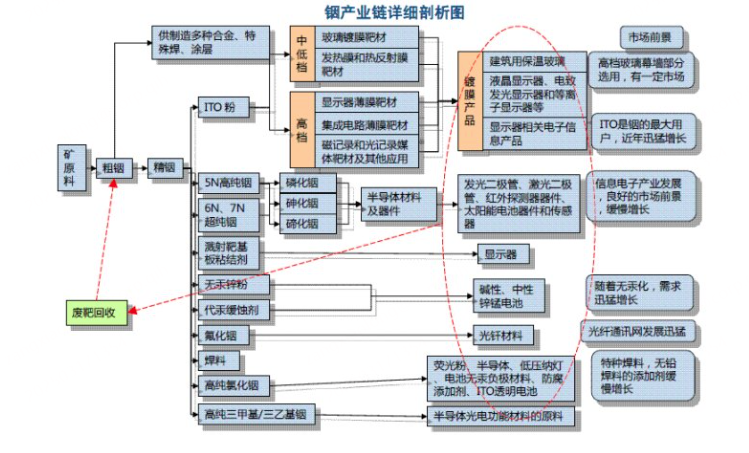 铟产业链详细剖析图
供制造多种合金、特
殊焊、涂层
中
低
档
玻璃镀膜靶材
发热膜和热反射膜
靶材
市场前景
镀
膜
产
品
建筑用保温玻璃
液晶显示器、电致
发光显示器和等离
子显示器等
显示器相关电子信
息产品
高档玻璃幕墙部分
选用，有一定市场
ITO 粉
高
档
显示器薄膜靶材
集成电路薄膜靶材
磁记录和光记录媒
体靶材及其他应用
ITO是铟的最大用
户，近年迅猛增长
矿
原
料
粗铟
精铟
5N高纯铟
6N、7N
超纯铟
磷化铟
砷化铟
碲化铟
半导体材料
及器件
发光二极管、激光二极
管、红外探测器器件、
太阳能电池器件和传感
器
信息电子产业发展
，良好的市场前景
，缓慢增长
溅射靶基
板粘结剂
显示器
废靶回收
无汞锌粉
代汞缓蚀剂
碱性、中性
锌锰电池
随着无汞化，需求
迅猛增长
氟化铟
光钎材料
光纤通讯网发展迅猛
焊料
高纯氯化铟
荧光粉、半导体、低压纳灯
、电池无汞负极材料、防腐
添加剂、ITO透明电池
特种焊料，无铅
焊料的添加剂缓
慢增长
高纯三甲基/三乙基铟
半导体光电功能材料的原料